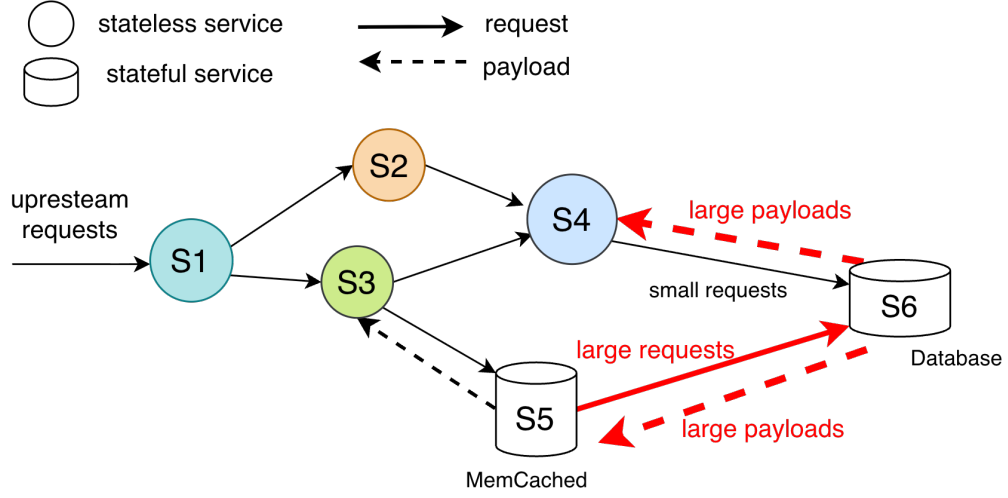 stateless service
request
stateful service
payload
upresteam
requests
S1
S2
S3
S4
S5
S6
large payloads
small requests
large requests
large payloads
Database
MemCached